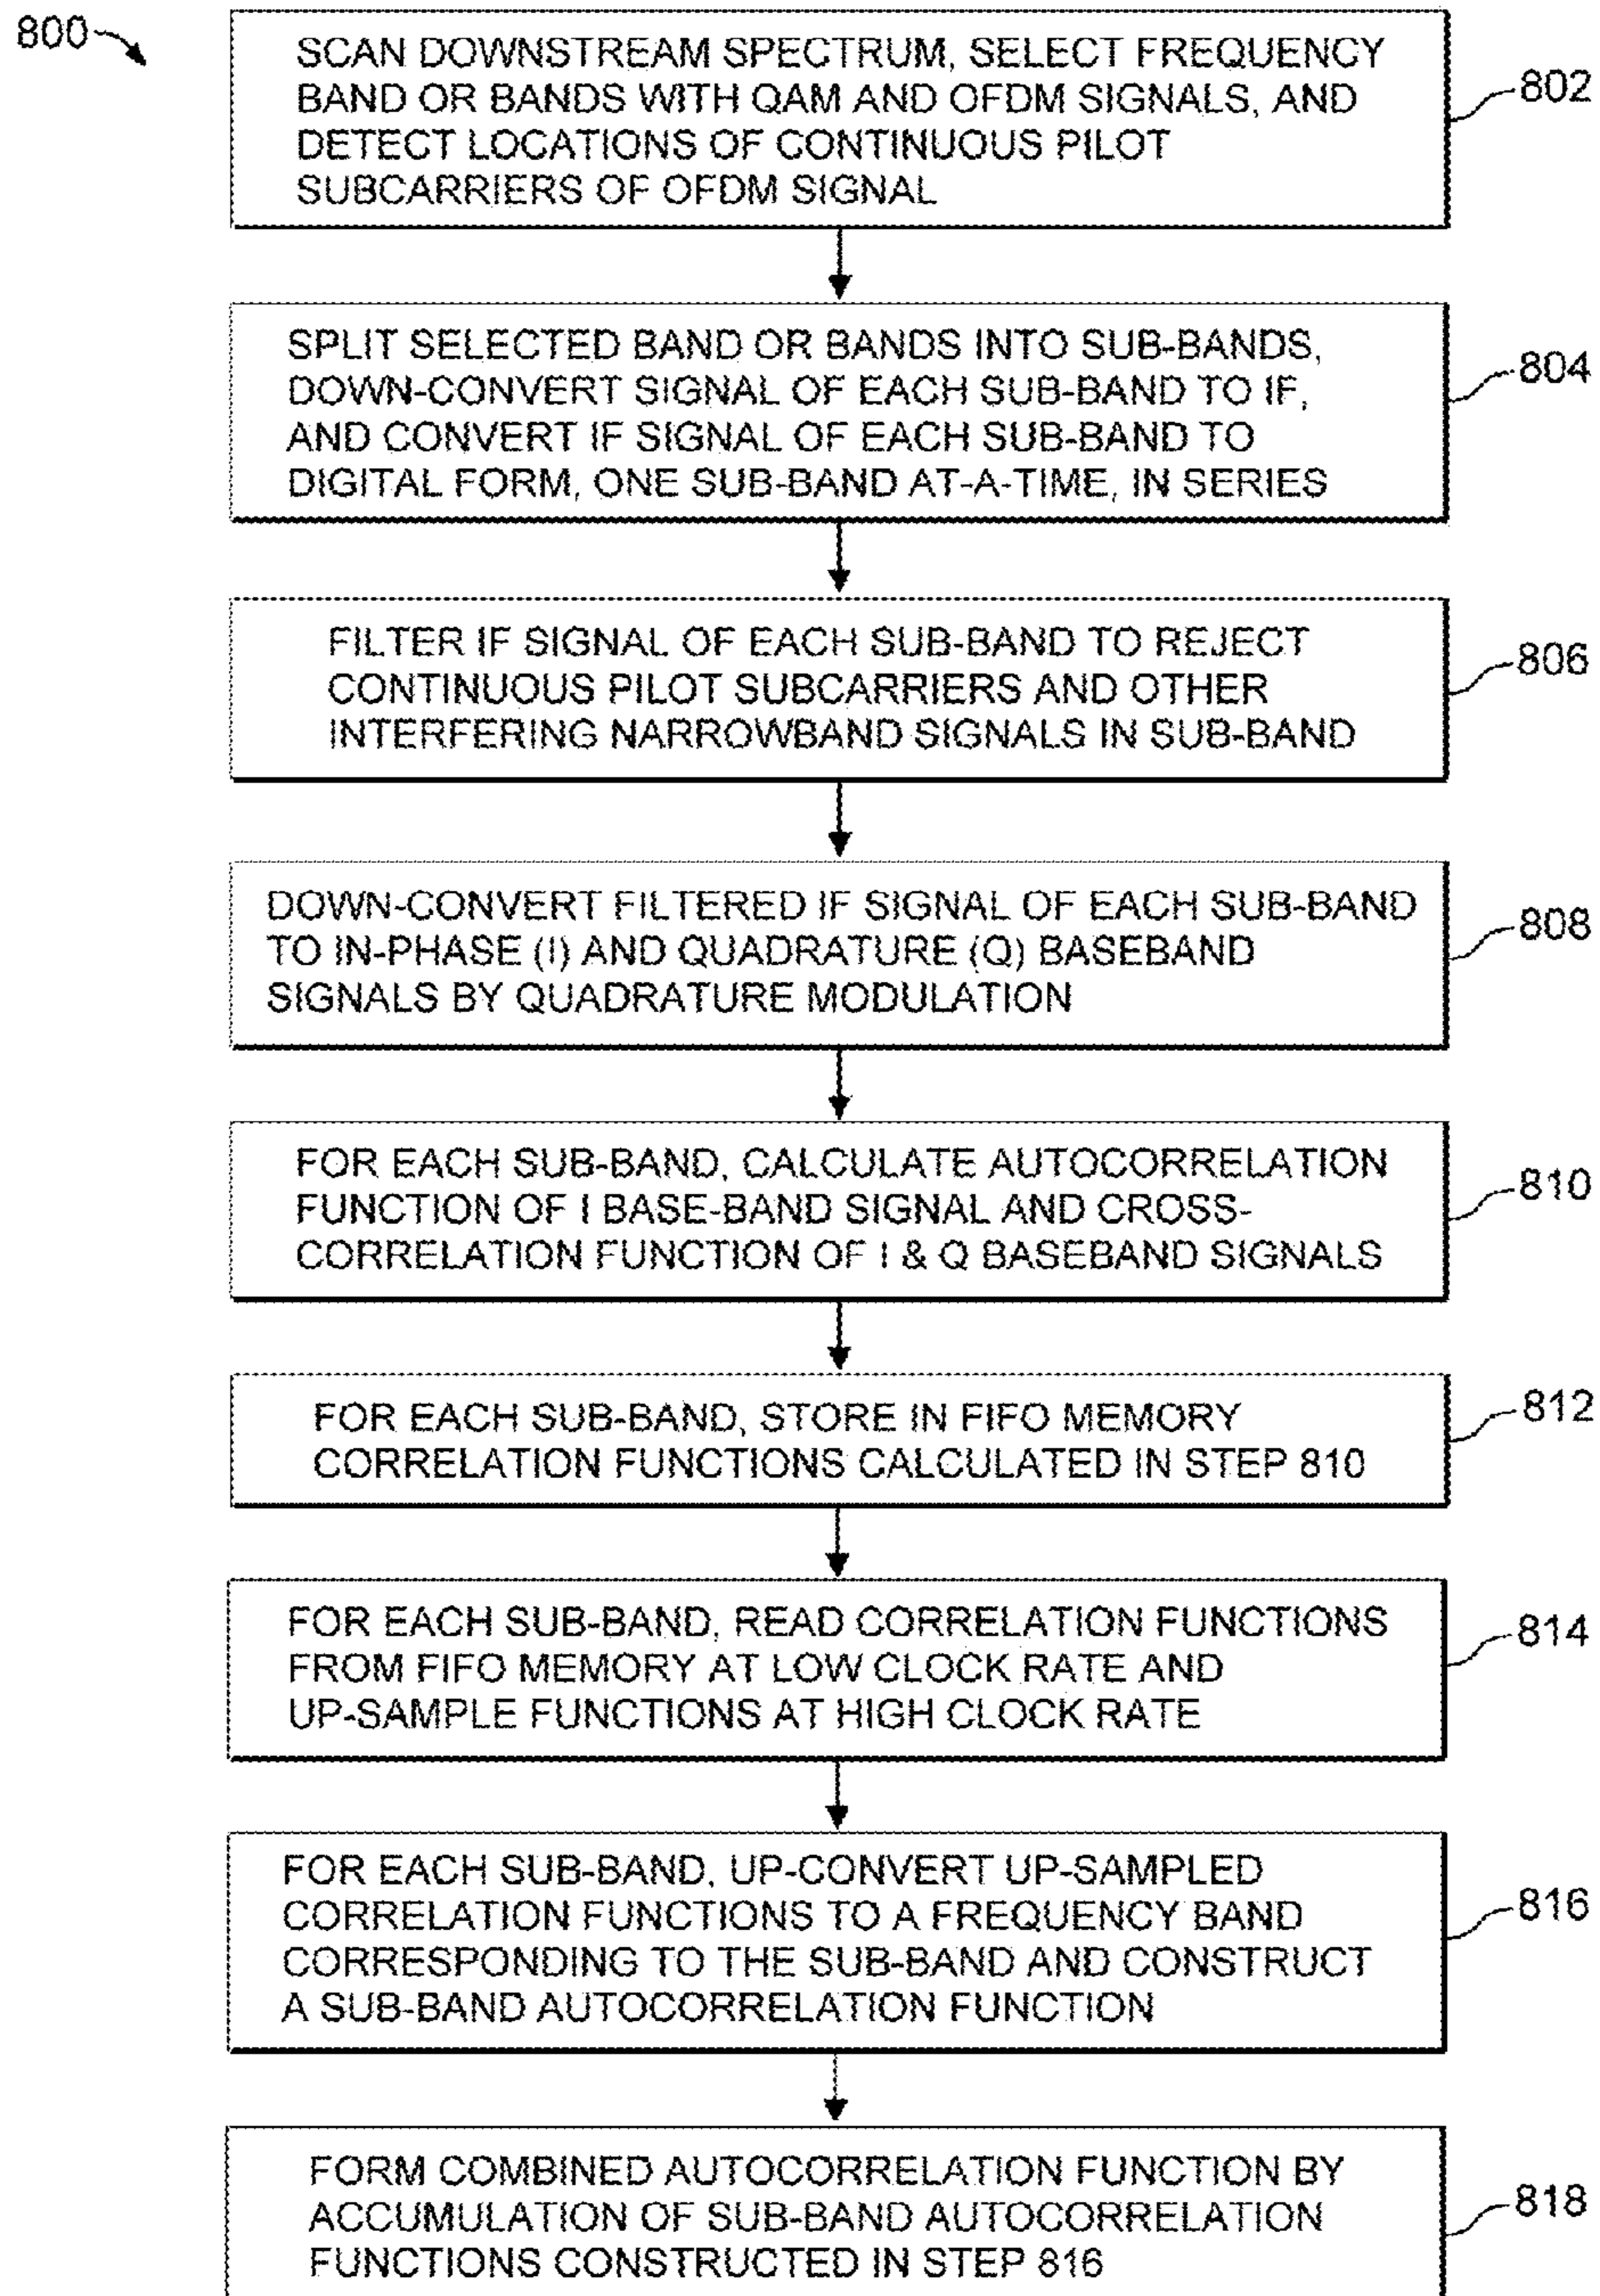 800
SCAN DOWNSTREAM SPECTRUM, SELECT FREQUENCY
BAND OR BANDS WITH QAM AND OFDM SIGNALS, AND
DETECT LOCATIONS OF CONTINUOUS PILOT
SUBCARRIERS OF OFDM SIGNAL
802
SPLIT SELECTED BAND OR BANDS INTO SUB-BANDS,
DOWN-CONVERT SIGNAL OF EACH SUB-BAND TO IF,
AND CONVERT IF SIGNAL OF EACH SUB-BAND TO
DIGITAL FORM, ONE SUB-BAND AT-A-TIME, IN SERIES
804
FILTER IF SIGNAL OF EACH SUB-BAND TO REJECT
CONTINUOUS PILOT SUBCARRIERS AND OTHER
INTERFERING NARROWBAND SIGNALS IN SUB-BAND
806
DOWN-CONVERT FILTERED IF SIGNAL OF EACH SUB-BAND
TO IN-PHASE (I) AND QUADRATURE (Q) BASEBAND
SIGNALS BY QUADRATURE MODULATION
808
FOR EACH SUB-BAND, CALCULATE AUTOCORRELATION
FUNCTION OF I BASE-BAND SIGNAL AND CROSS-
CORRELATION FUNCTION OF I & Q BASEBAND SIGNALS
810
FOR EACH SUB-BAND, STORE IN FIFO MEMORY
CORRELATION FUNCTIONS CALCULATED IN STEP 810
812
FOR EACH SUB-BAND, READ CORRELATION FUNCTIONS
FROM FIFO MEMORY AT LOW CLOCK RATE AND
UP-SAMPLE FUNCTIONS AT HIGH CLOCK RATE
814
FOR EACH SUB-BAND, UP-CONVERT UP-SAMPLED
CORRELATION FUNCTIONS TO A FREQUENCY BAND
CORRESPONDING TO THE SUB-BAND AND CONSTRUCT
A SUB-BAND AUTOCORRELATION FUNCTION
816
FORM COMBINED AUTOCORRELATION FUNCTION BY
ACCUMULATION OF SUB-BAND AUTOCORRELATION
FUNCTIONS CONSTRUCTED IN STEP 816
818